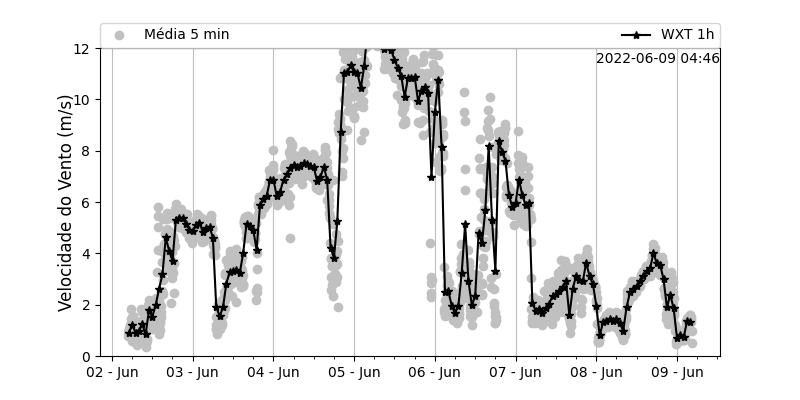 Média 5 min
WXT 1h
2022-06-09 04:46
Velocidade do Vento (m/s)
12
10
8
6
4
2
0
02 - Jun 03 - Jun 04 - Jun 05 - Jun 06 - Jun 07 - Jun 08 - Jun 09 - Jun